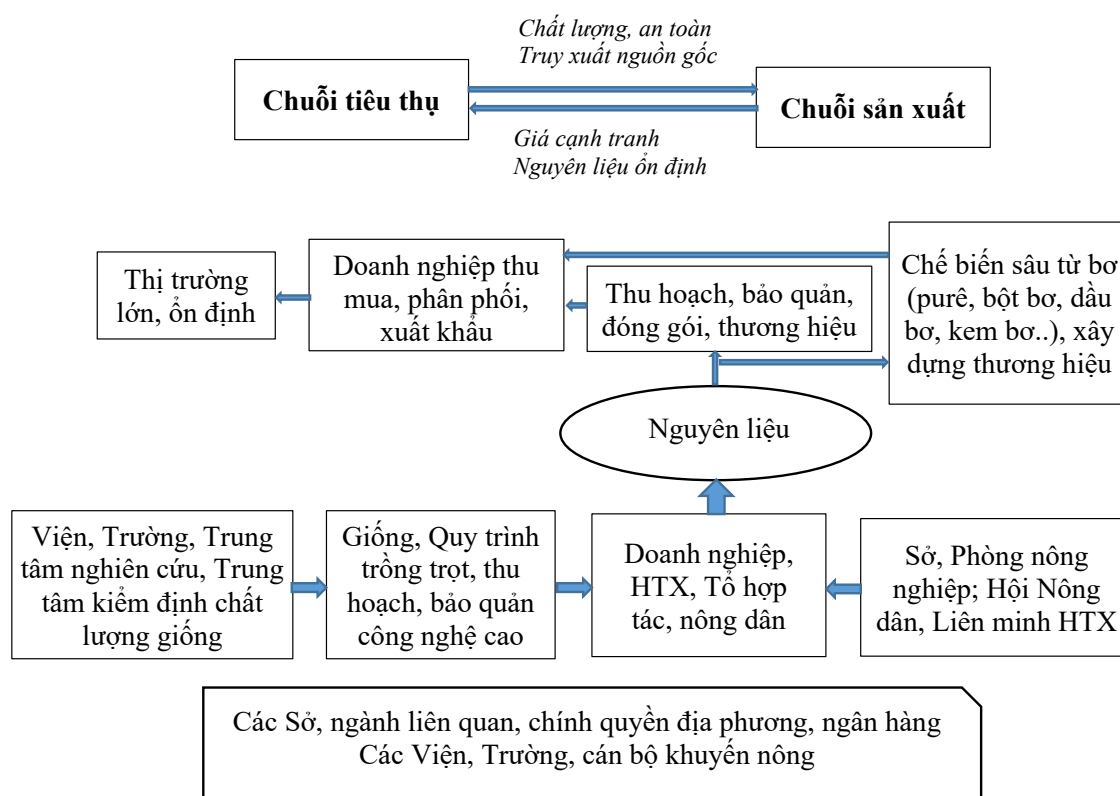 Chất lượng, an toàn
Truy xuất nguồn gốc
Chuỗi tiêu thụ
Chuỗi sản xuất
Giá cạnh tranh
Nguyên liệu ổn định
Thị trường
lớn, ổn định
Doanh nghiệp thu
mua, phân phối,
xuất khẩu
Thu hoạch, bảo quản,
đóng gói, thương hiệu
Chế biến sâu từ bơ
(purê, bột bơ, dầu
bơ, kem bơ..), xây
dựng thương hiệu
Nguyên liệu
Viện, Trường, Trung
tâm nghiên cứu, Trung
tâm kiểm định chất
lượng giống
Giống, Quy trình
trồng trọt, thu
hoạch, bảo quản
công nghệ cao
Doanh nghiệp,
HTX, Tổ hợp
tác, nông dân
Sở, Phòng nông
nghiệp; Hội Nông
dân, Liên minh HTX
Các Sở, ngành liên quan, chính quyền địa phương, ngân hàng
Các Viện, Trường, cán bộ khuyến nông